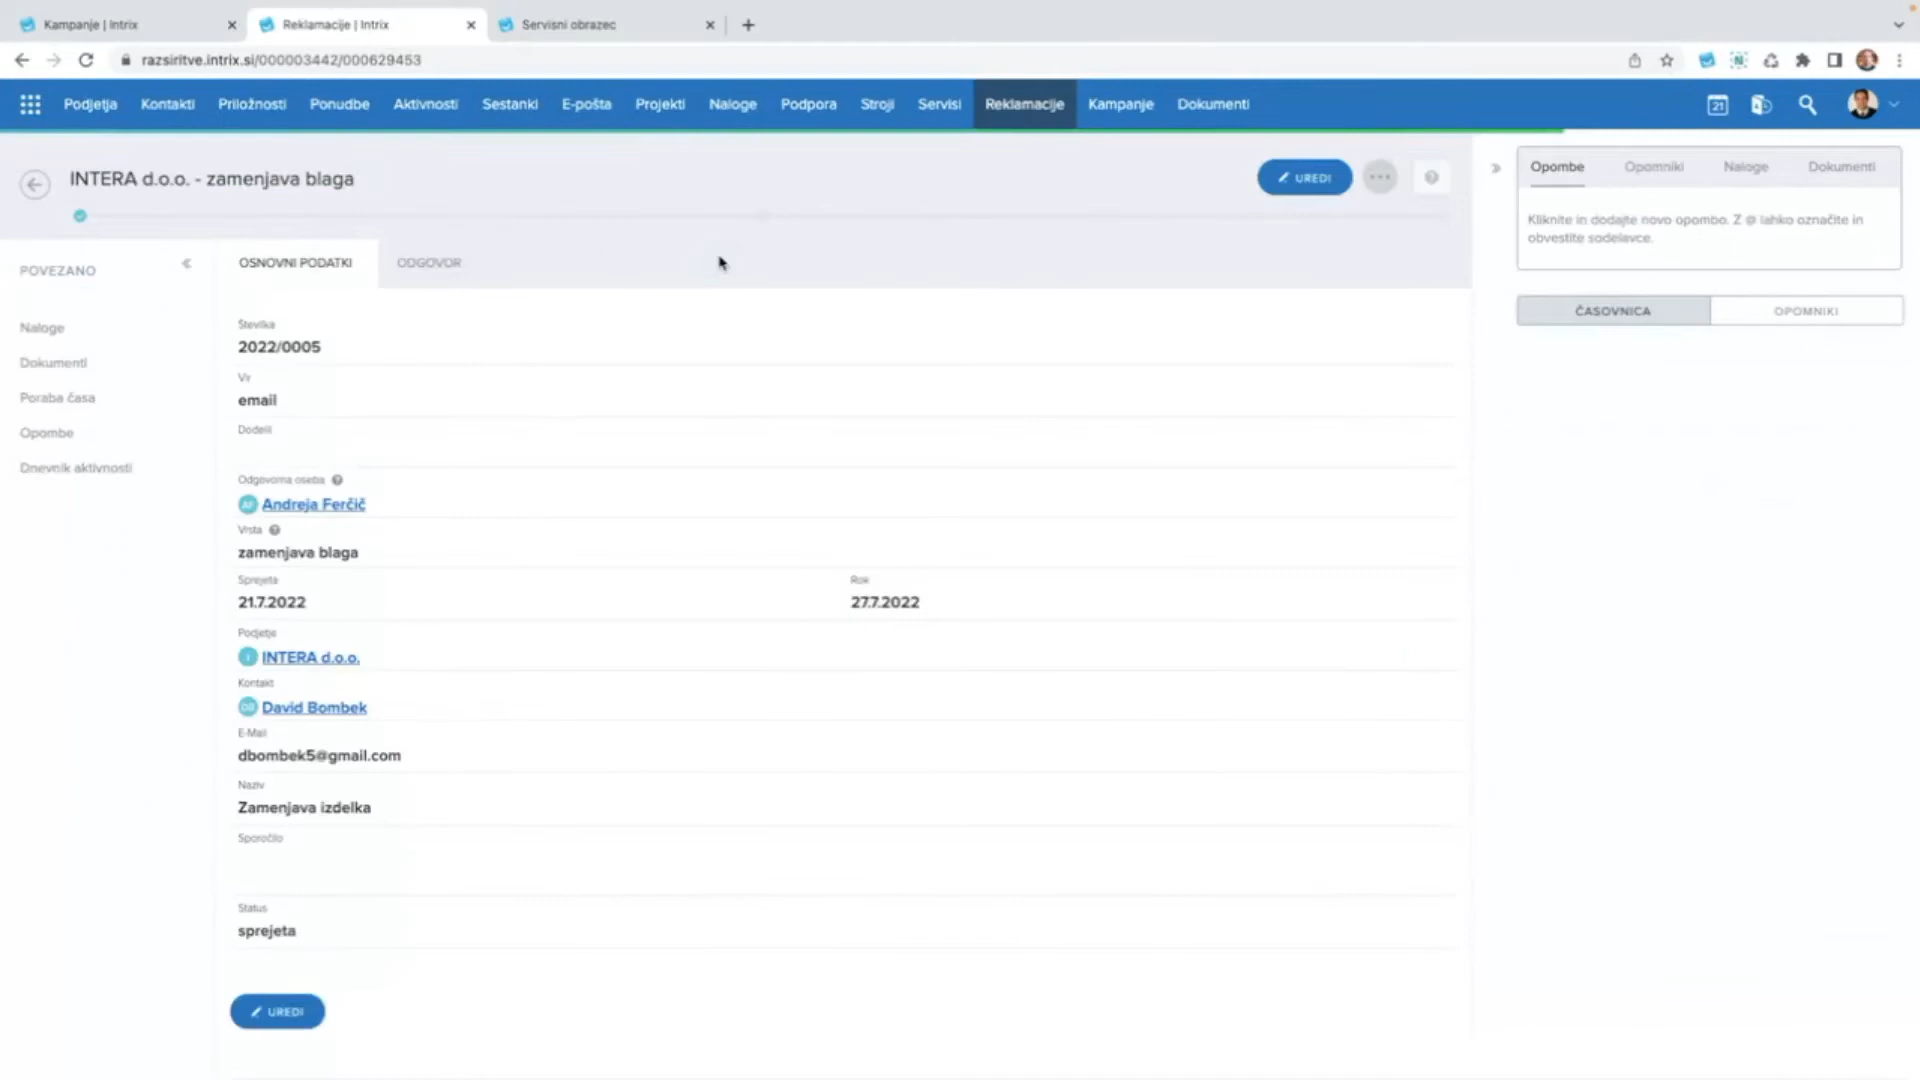 Kampanje | Intrix
Reklamacije | Intrix
Servisni obrazec
razsiritve.intrix.si/000003442/000629453
Podjetja Kontakti Priložnosti Ponudbe Aktivnosti Sestanki E-pošta Projekti Naloge Podpora Stroji Servisi Reklamacije Kampanje Dokumenti
21
INTERA d.o.o. - zamenjava blaga
UREDI
POVEZANO
Naloge
Dokumenti
Poraba časa
Opombe
Dnevnik aktivnosti
OSNOVNI PODATKI
ODGOVOR
Številka
2022/0005
Vir
email
Dodelil
Odgovorna oseba
AF Andreja Ferčič
Vrsta
zamenjava blaga
Sprejeta
21.7.2022
Rok
27.7.2022
Podjetje
I INTERA d.o.o.
Kontakt
DB David Bombek
E-Mail
dbombek5@gmail.com
Naziv
Zamenjava izdelka
Sporočilo
Status
sprejeta
UREDI
Opombe Opomniki Naloge Dokumenti
Kliknite in dodajte novo opombo. Z @ lahko označite in
obvestite sodelavce.
ČASOVNICA
OPOMNIKI